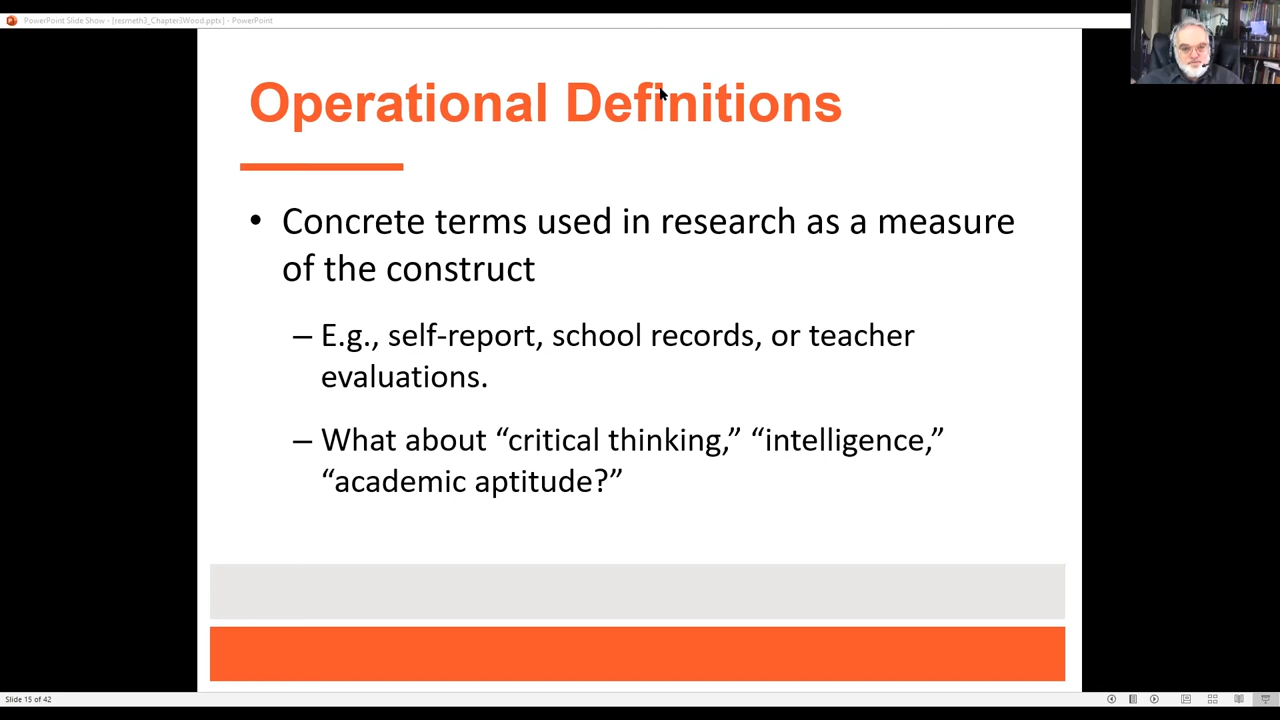 PowerPoint Slide Show - [resmeth3_Chapter3Wood.pptx] - PowerPoint
Operational Definitions
• Concrete terms used in research as a measure
of the construct
– E.g., self-report, school records, or teacher
evaluations.
– What about “critical thinking,” “intelligence,”
“academic aptitude?”
Slide 15 of 42